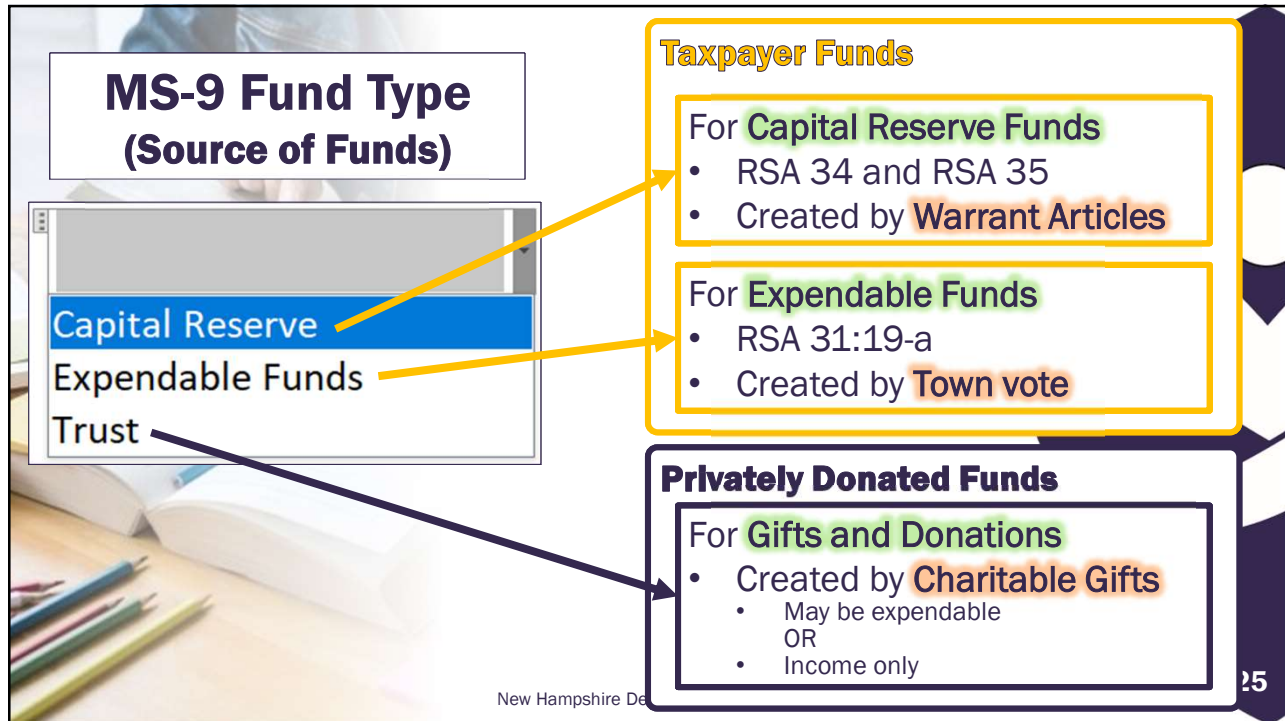 MS-9 Fund Type
(Source of Funds)
Capital Reserve
Expendable Funds
Trust
Taxpayer Funds
For Capital Reserve Funds
• RSA 34 and RSA 35
• Created by Warrant Articles
For Expendable Funds
• RSA 31:19-a
• Created by Town vote
Privately Donated Funds
For Gifts and Donations
• Created by Charitable Gifts
• May be expendable
OR
• Income only
New Hampshire De
25